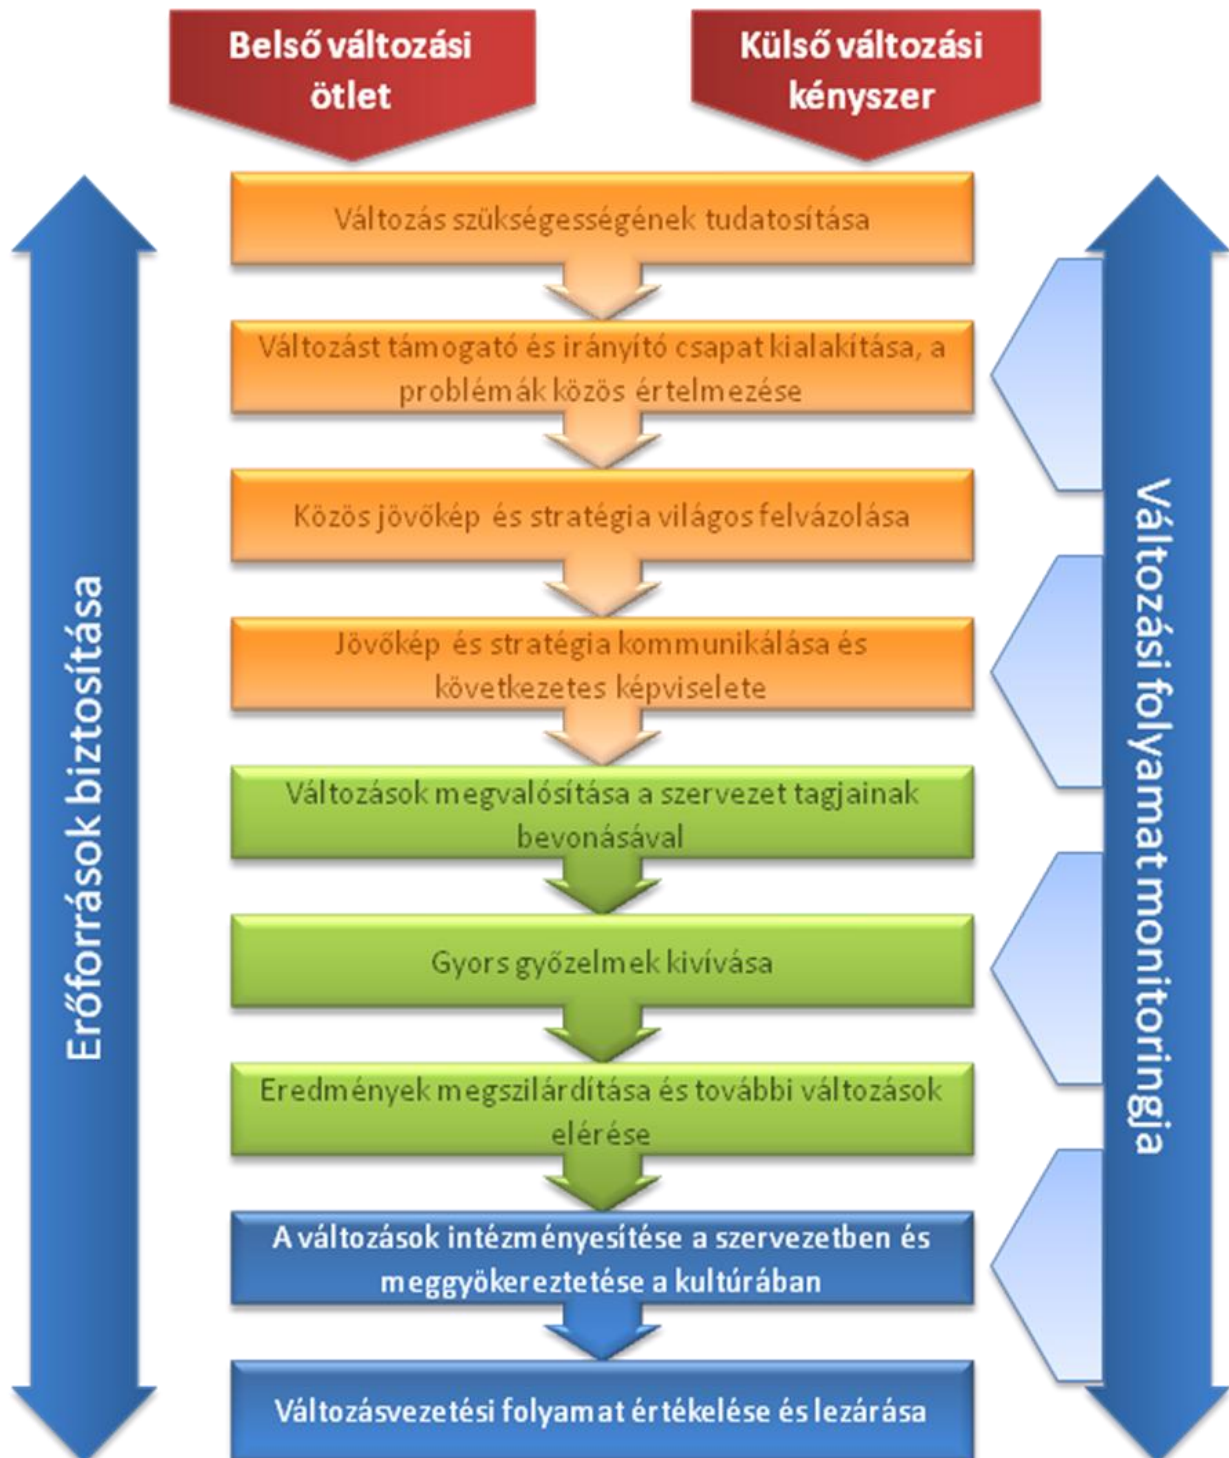 Belső változási
ötlet
Külső változási
kényszer
Változás szükségességének tudatosítása
Változást támogató és irányító csapat kialakítása, a
problémák közös értelmezése
Közös jövőkép és stratégia világos felvázolása
Jövőkép és stratégia kommunikálása és
következetes képviselete
Változások megvalósítása a szervezet tagjainak
bevonásával
Gyors győzelmek kivívása
Eredmények megszilárdítása és további változások
elérése
A változások intézményesítése a szervezetben és
meggyökereztetése a kultúrában
Változásvezetési folyamat értékelése és lezárása
Erőforrások biztosítása
Változási folyamat monitoringja